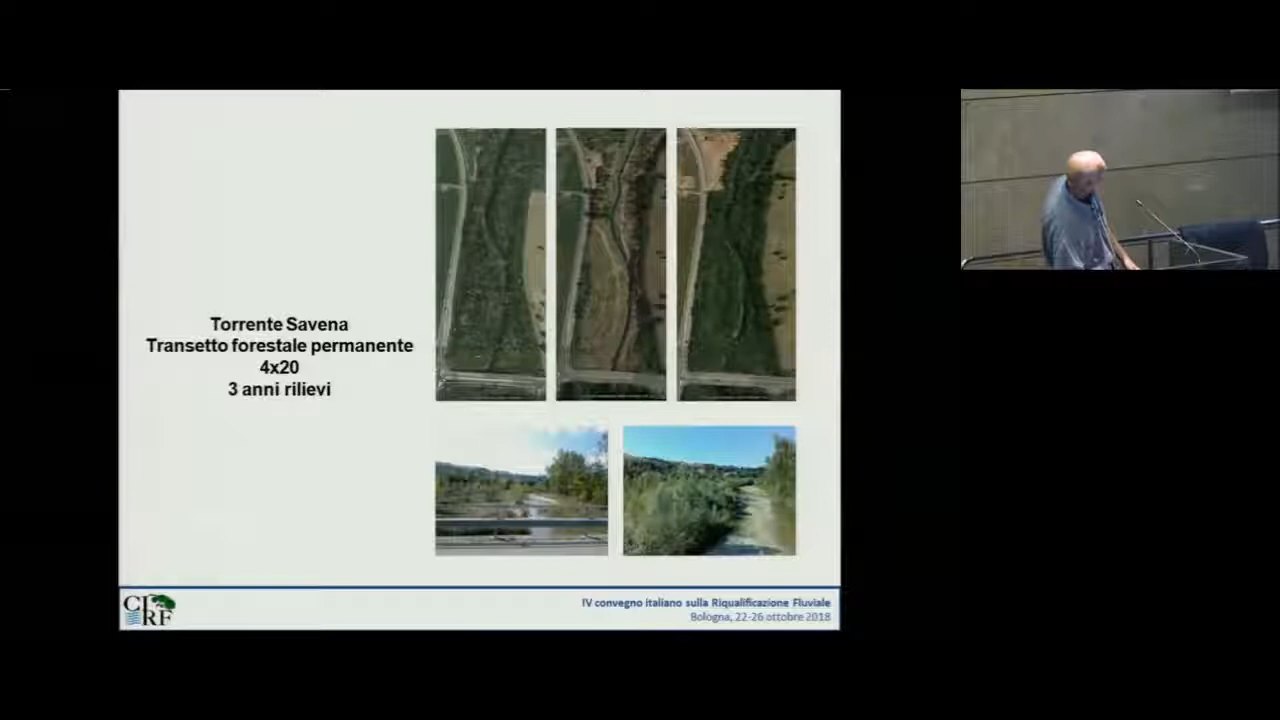 Torrente Savena
Transetto forestale permanente
4x20
3 anni rilievi
CIRF
IV convegno italiano sulla Riqualificazione Fluviale
Bologna, 22-26 ottobre 2018